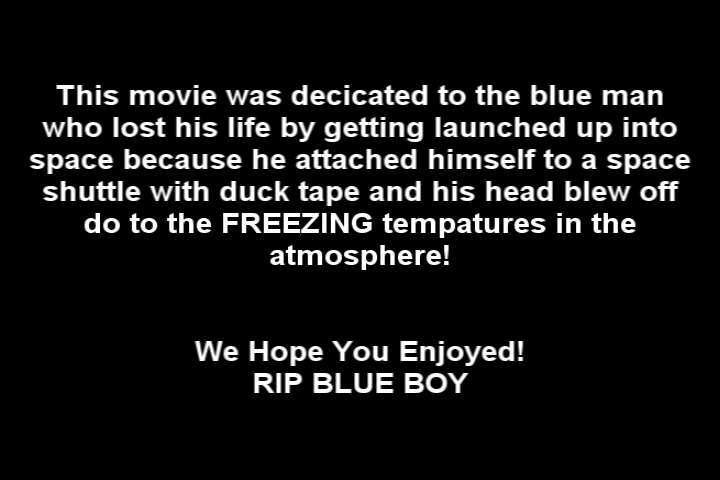 This movie was decicated to the blue man
who lost his life by getting launched up into
space because he attached himself to a space
shuttle with duck tape and his head blew off
do to the FREEZING tempatures in the
atmosphere!
We Hope You Enjoyed!
RIP BLUE BOY